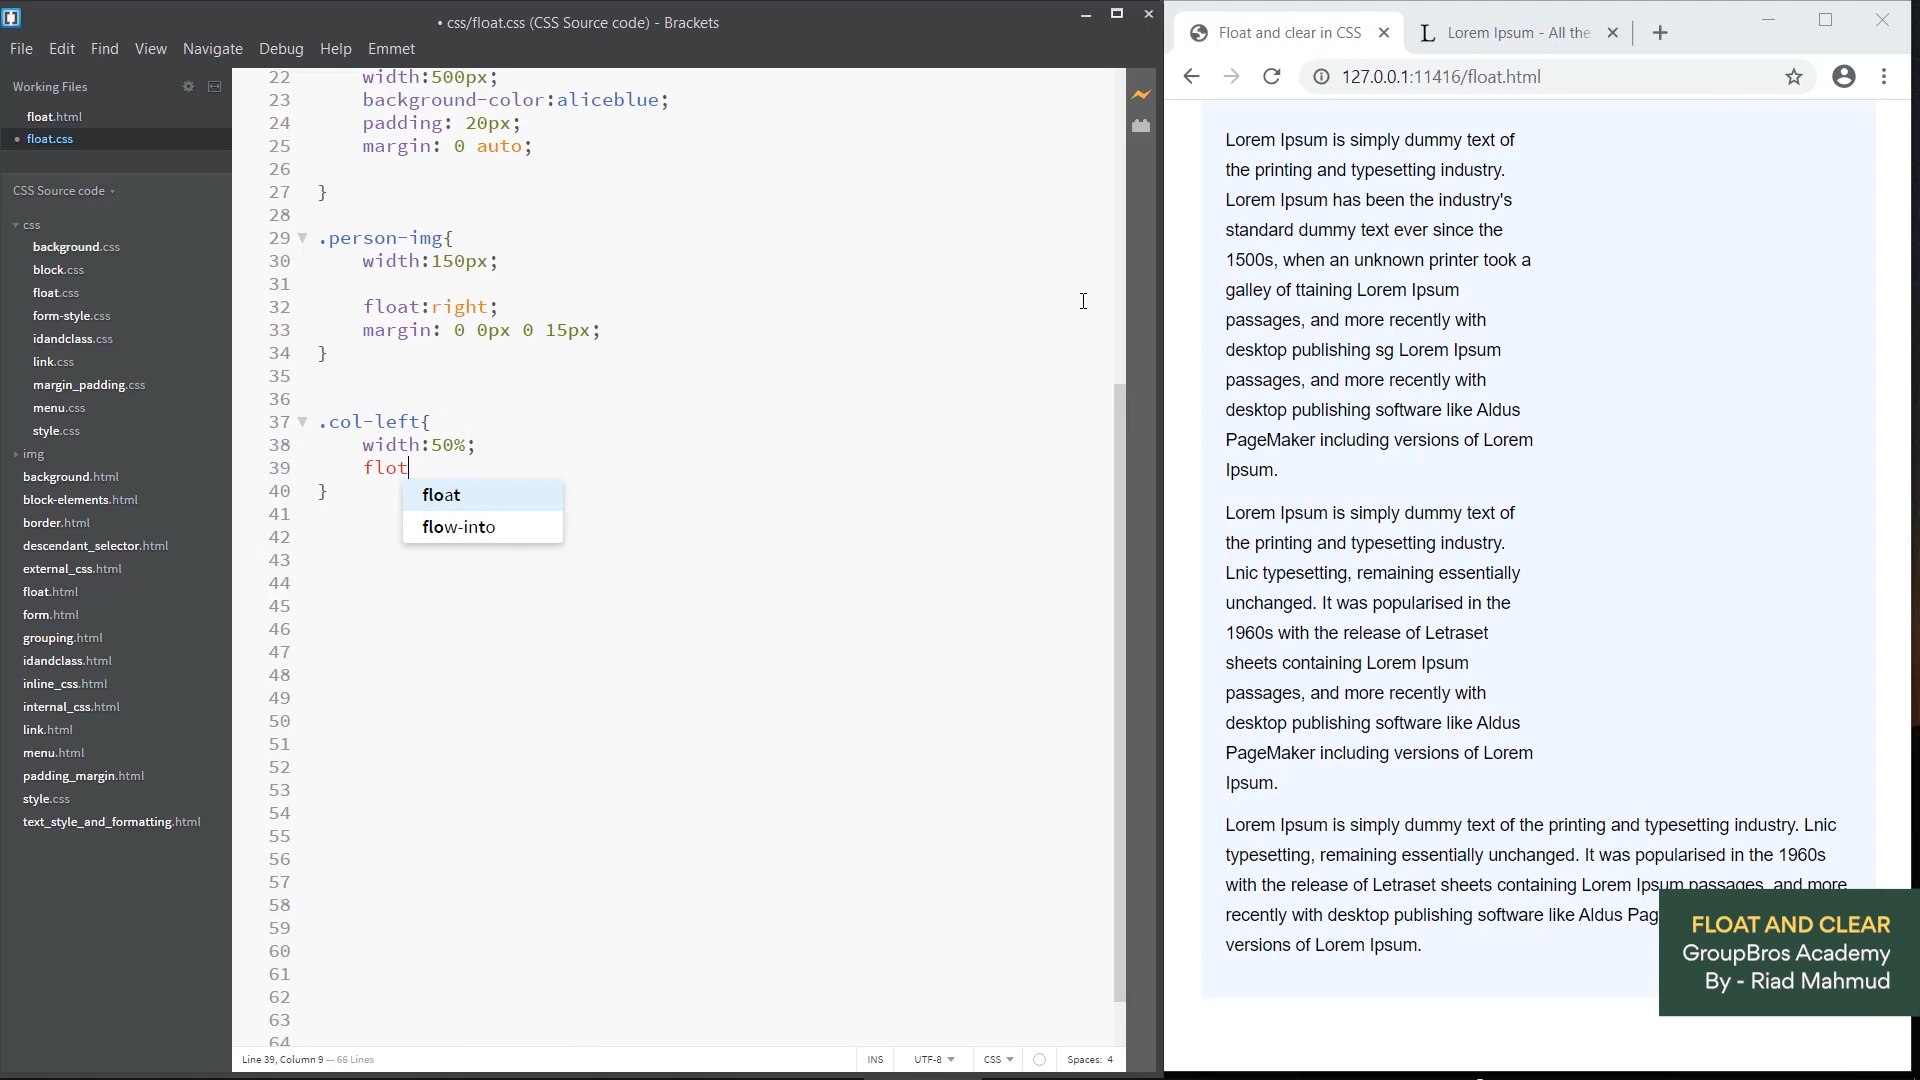 • css/float.css (CSS Source code) - Brackets
File Edit Find View Navigate Debug Help Emmet
Working Files
float.html
• float.css
CSS Source code
css
background.css
block.css
float.css
form-style.css
idandclass.css
link.css
margin_padding.css
menu.css
style.css
img
background.html
block-elements.html
border.html
descendant_selector.html
external_css.html
float.html
form.html
grouping.html
idandclass.html
inline_css.html
internal_css.html
link.html
menu.html
padding_margin.html
style.css
text_style_and_formatting.html
22 width:500px;
23 background-color:aliceblue;
24 padding: 20px;
25 margin: 0 auto;
26
27 }
28
29 .person-img{
30 width:150px;
31
32 float:right;
33 margin: 0 0px 0 15px;
34 }
35
36
37 .col-left{
38 width:50%;
39 flot
40 }
float
flow-into
41
42
43
44
45
46
47
48
49
50
51
52
53
54
55
56
57
58
59
60
61
62
63
64
Line 39, Column 9 — 66 Lines
INS UTF-8 CSS Spaces: 4
Float and clear in CSS
Lorem Ipsum - All the
127.0.0.1:11416/float.html
Lorem Ipsum is simply dummy text of
the printing and typesetting industry.
Lorem Ipsum has been the industry's
standard dummy text ever since the
1500s, when an unknown printer took a
galley of ttaining Lorem Ipsum
passages, and more recently with
desktop publishing sg Lorem Ipsum
passages, and more recently with
desktop publishing software like Aldus
PageMaker including versions of Lorem
Ipsum.
Lorem Ipsum is simply dummy text of
the printing and typesetting industry.
Lnic typesetting, remaining essentially
unchanged. It was popularised in the
1960s with the release of Letraset
sheets containing Lorem Ipsum
passages, and more recently with
desktop publishing software like Aldus
PageMaker including versions of Lorem
Ipsum.
Lorem Ipsum is simply dummy text of the printing and typesetting industry. Lnic
typesetting, remaining essentially unchanged. It was popularised in the 1960s
with the release of Letraset sheets containing Lorem Ipsum passages, and more
recently with desktop publishing software like Aldus Pag
versions of Lorem Ipsum.
FLOAT AND CLEAR
GroupBros Academy
By - Riad Mahmud